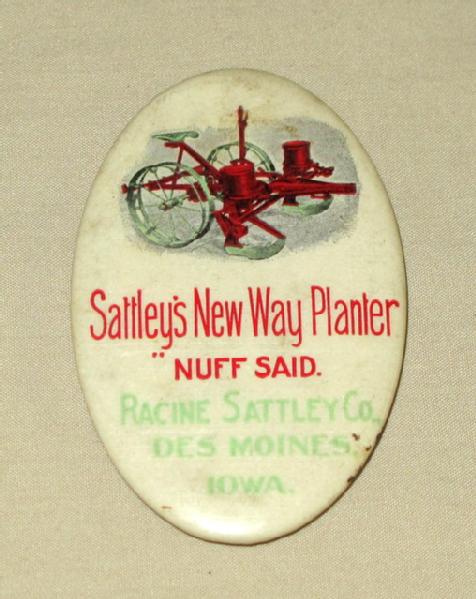 Sattley's New Way Planter
"NUFF SAID.
RACINE SATTLEY CO.
DES MOINES,
IOWA.